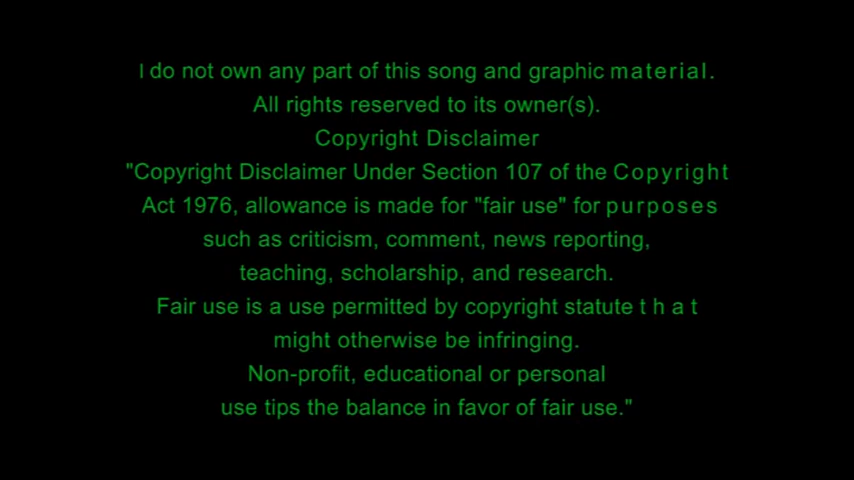 I do not own any part of this song and graphic material.
All rights reserved to its owner(s).
Copyright Disclaimer
"Copyright Disclaimer Under Section 107 of the Copyright
Act 1976, allowance is made for "fair use" for purposes
such as criticism, comment, news reporting,
teaching, scholarship, and research.
Fair use is a use permitted by copyright statute t h a t
might otherwise be infringing.
Non-profit, educational or personal
use tips the balance in favor of fair use."